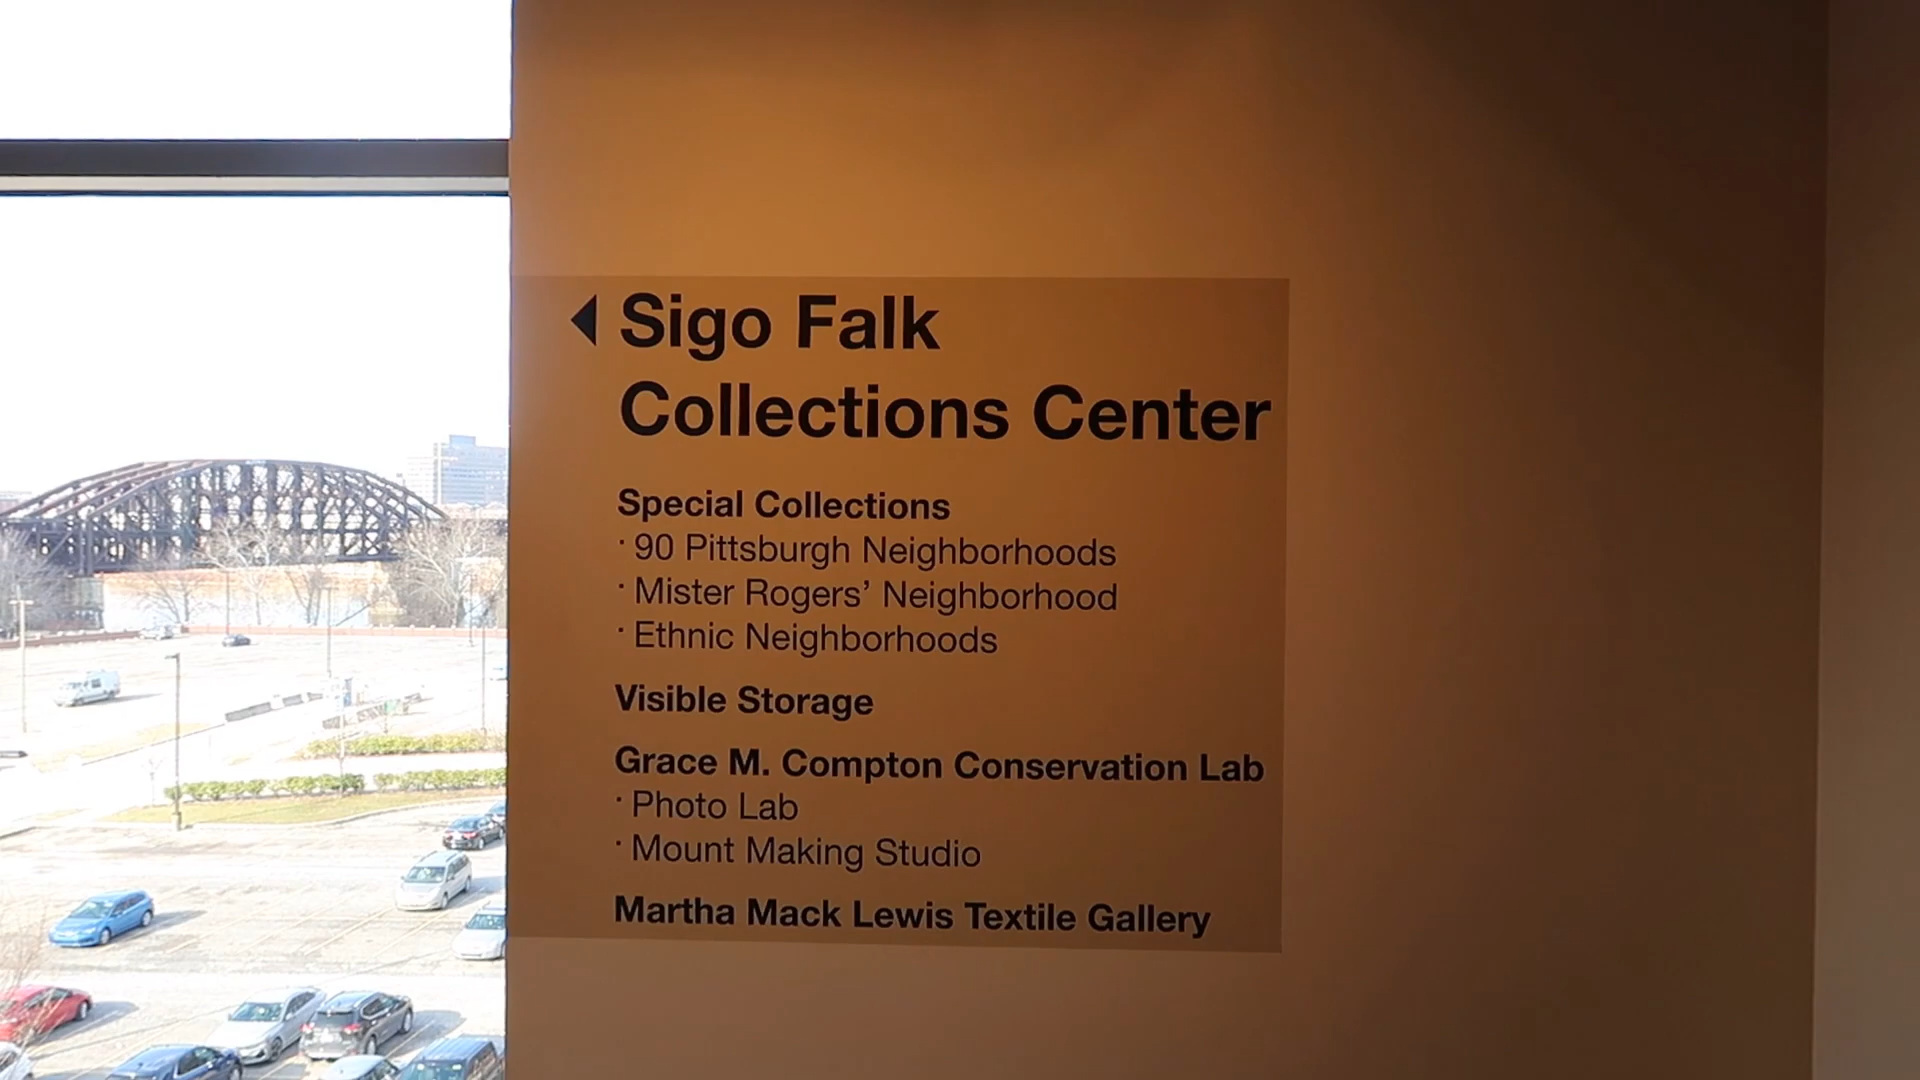 Sigo Falk
Collections Center
Special Collections
· 90 Pittsburgh Neighborhoods
· Mister Rogers’ Neighborhood
· Ethnic Neighborhoods
Visible Storage
Grace M. Compton Conservation Lab
· Photo Lab
· Mount Making Studio
Martha Mack Lewis Textile Gallery